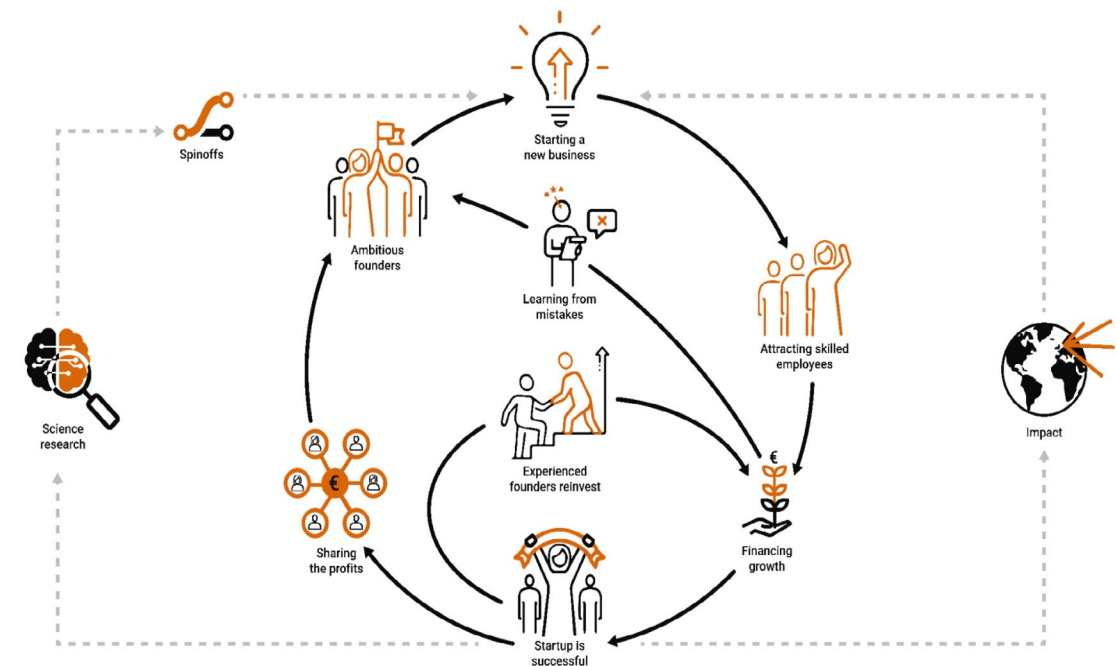 Starting a
new business
Spinoffs
Ambitious
founders
Learning from
mistakes
Attracting skilled
employees
Science
research
Impact
Experienced
founders reinvest
€
€
Sharing
the profits
Financing
growth
Startup is
successful